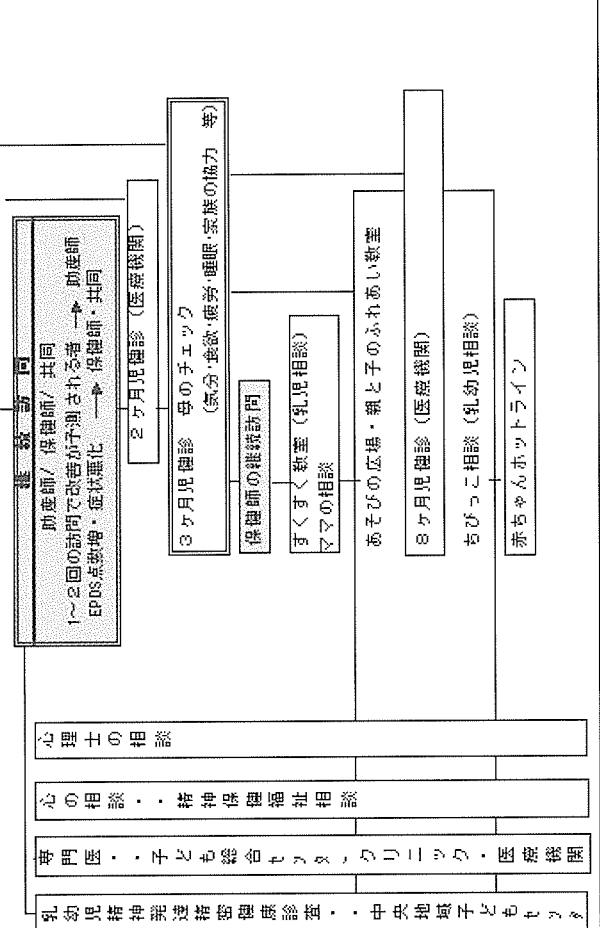 継続訪問
助産師/ 保健師/ 共同
1～2回の訪問で改善が予測される者 → 助産師
EPDS点数増・症状悪化 → 保健師・共同
2ヶ月児健診（医療機関）
3ヶ月児健診 母のチェック
(気分・食欲・疲労・睡眠・家族の協力 等)
保健師の継続訪問
すくすく教室（乳児相談）
ママの相談
あそびの広場・親と子のふれあい教室
8ヶ月児健診（医療機関）
ちびっこ相談（乳幼児相談）
赤ちゃんホットライン
心理士の相談
心の相談・・精神保健福祉相談
専門医・・子ども総合センター、クリニック・医療機関
乳幼児精神発達精密健康診査・・中央地域子どもセンター